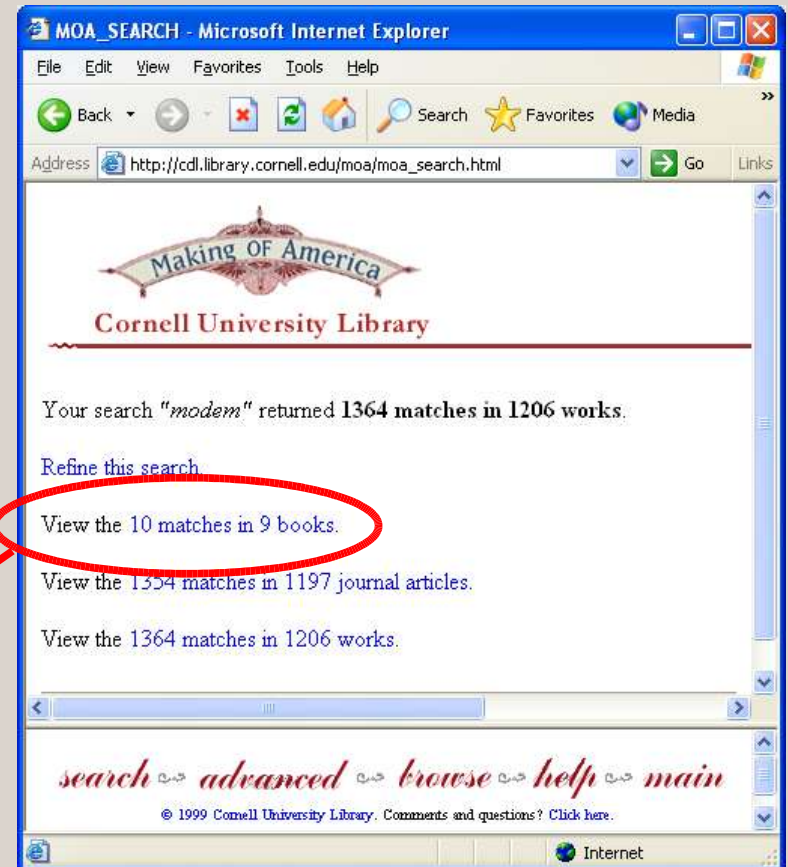 MOA_SEARCH - Microsoft Internet Explorer
File Edit View Favorites Tools Help
Back Search Favorites Media »
Address http://cdl.library.cornell.edu/moa/moa_search.html Go Links
Making OF America
Cornell University Library
Your search "modem" returned 1364 matches in 1206 works.
Refine this search.
View the 10 matches in 9 books.
View the 1354 matches in 1197 journal articles.
View the 1364 matches in 1206 works.
search advanced browse help main
© 1999 Cornell University Library. Comments and questions? Click here.
Internet